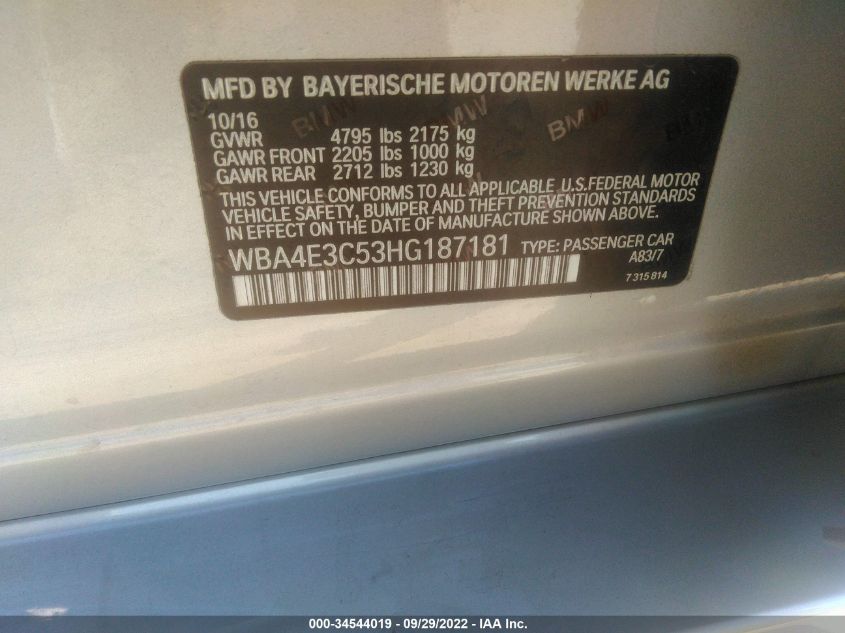 MFD BY BAYERISCHE MOTOREN WERKE AG
10/16
GVWR 4795 lbs 2175 kg
GAWR FRONT 2205 lbs 1000 kg
GAWR REAR 2712 lbs 1230 kg
THIS VEHICLE CONFORMS TO ALL APPLICABLE U.S.FEDERAL MOTOR
VEHICLE SAFETY, BUMPER AND THEFT PREVENTION STANDARDS
IN EFFECT ON THE DATE OF MANUFACTURE SHOWN ABOVE.
WBA4E3C53HG187181 TYPE: PASSENGER CAR
A83/7
7 315 814
BMW
BMW
BMW
000-34544019 - 09/29/2022 - IAA Inc.